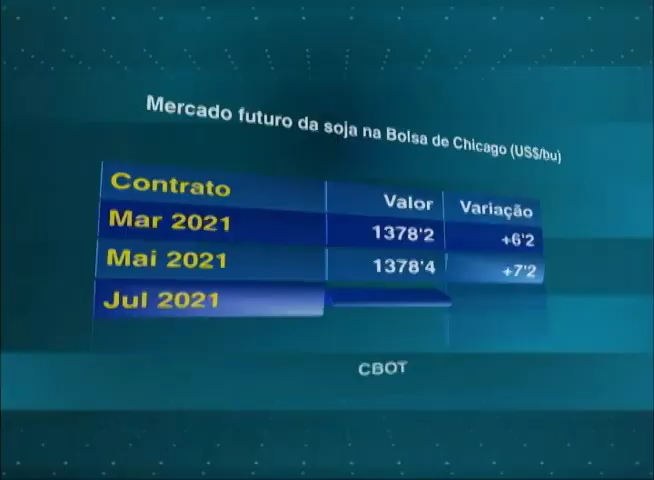 Mercado futuro da soja na Bolsa de Chicago (US$/bu)
Contrato Valor Variação
Mar 2021 1378'2 +6'2
Mai 2021 1378'4 +7'2
Jul 2021
CBOT